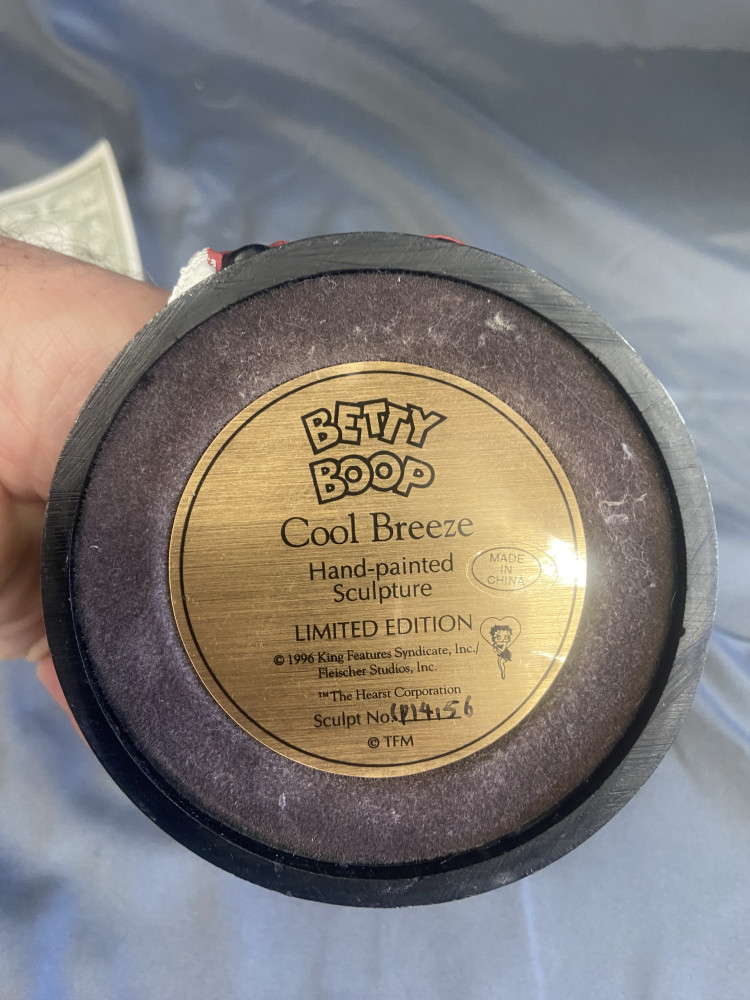 BETTY
BOOP
Cool Breeze
Hand-painted
Sculpture
MADE
IN
CHINA
LIMITED EDITION
© 1996 King Features Syndicate, Inc./
Fleischer Studios, Inc.
™The Hearst Corporation
Sculpt No.
© TFM